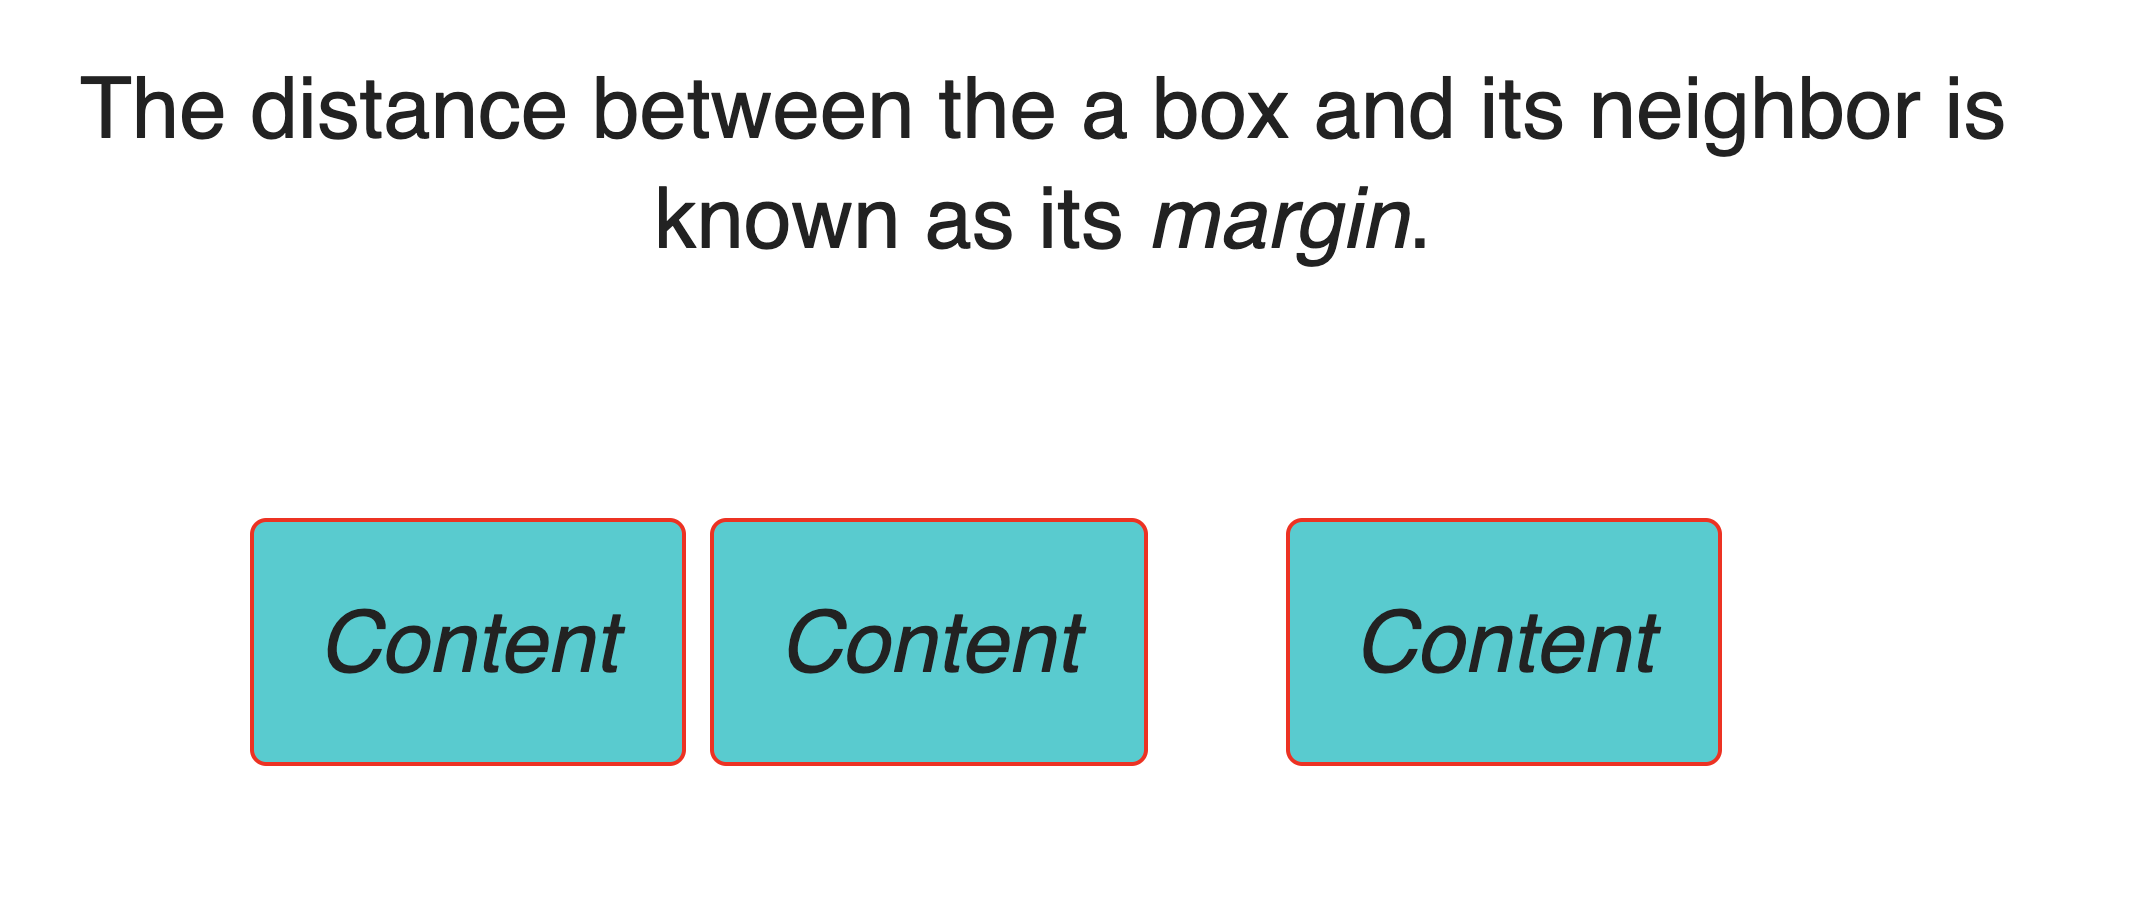 The distance between the a box and its neighbor is
known as its margin.
Content Content Content